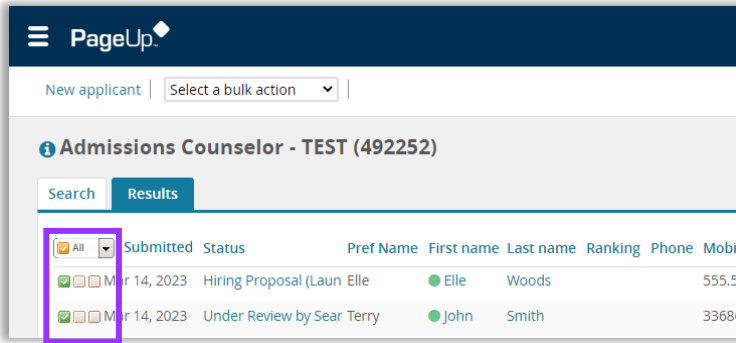 PageUp.
New applicant | Select a bulk action |
Admissions Counselor - TEST (492252)
Search Results
All Submitted Status Pref Name First name Last name Ranking Phone Mobi
Mar 14, 2023 Hiring Proposal (Laun Elle Elle Woods 555.5
Mar 14, 2023 Under Review by Sear Terry John Smith 3368